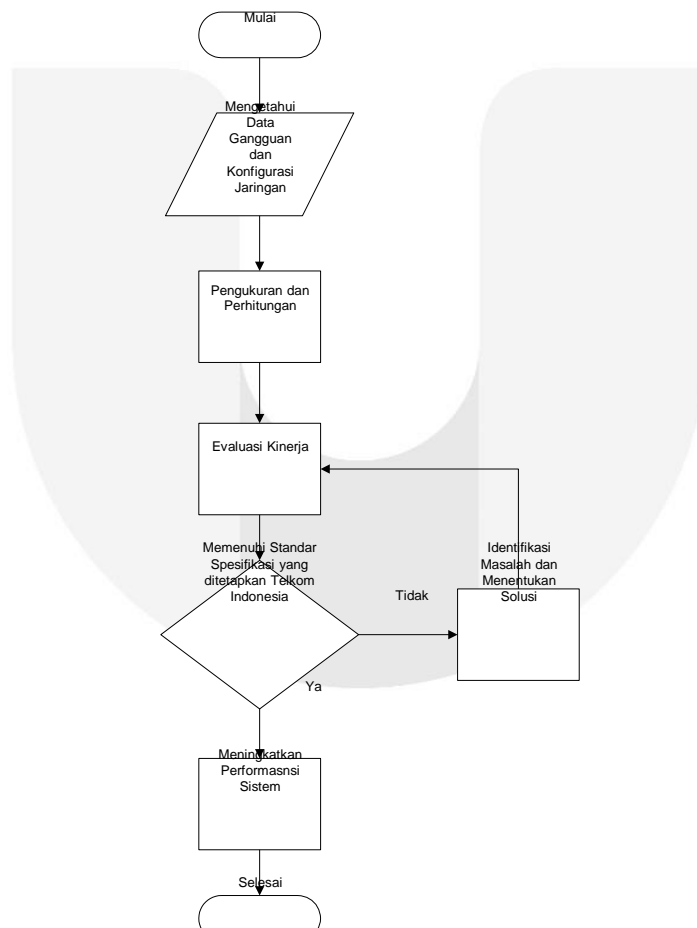 Mulai
Mengetahui
Data
Gangguan
dan
Konfigurasi
Jaringan
Pengukuran dan
Perhitungan
Evaluasi Kinerja
Memenuhi Standar
Spesifikasi yang
ditetapkan Telkom
Indonesia
Tidak
Identifikasi
Masalah dan
Menentukan
Solusi
Ya
Meningkatkan
Performasnsi
Sistem
Selesai